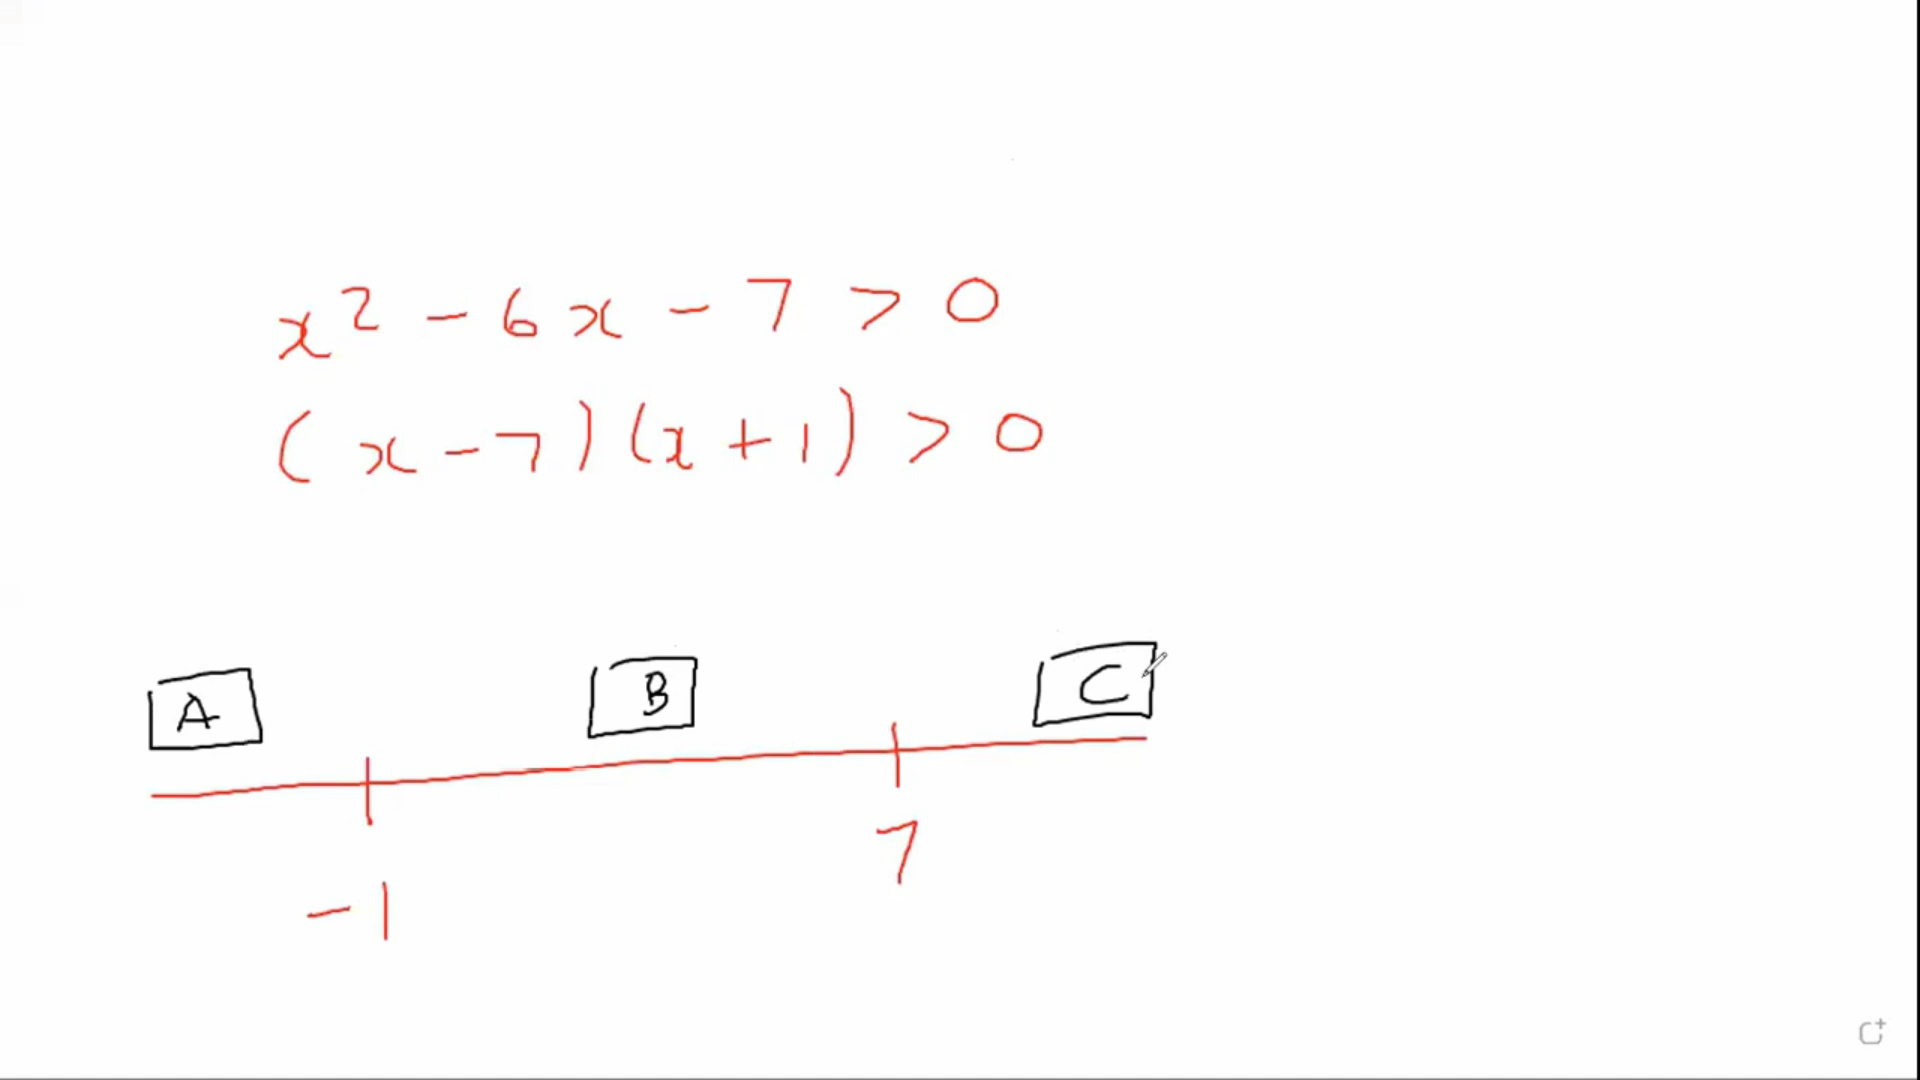 x² - 6x - 7 > 0
(x - 7)(x + 1) > 0
A B C
-1 7